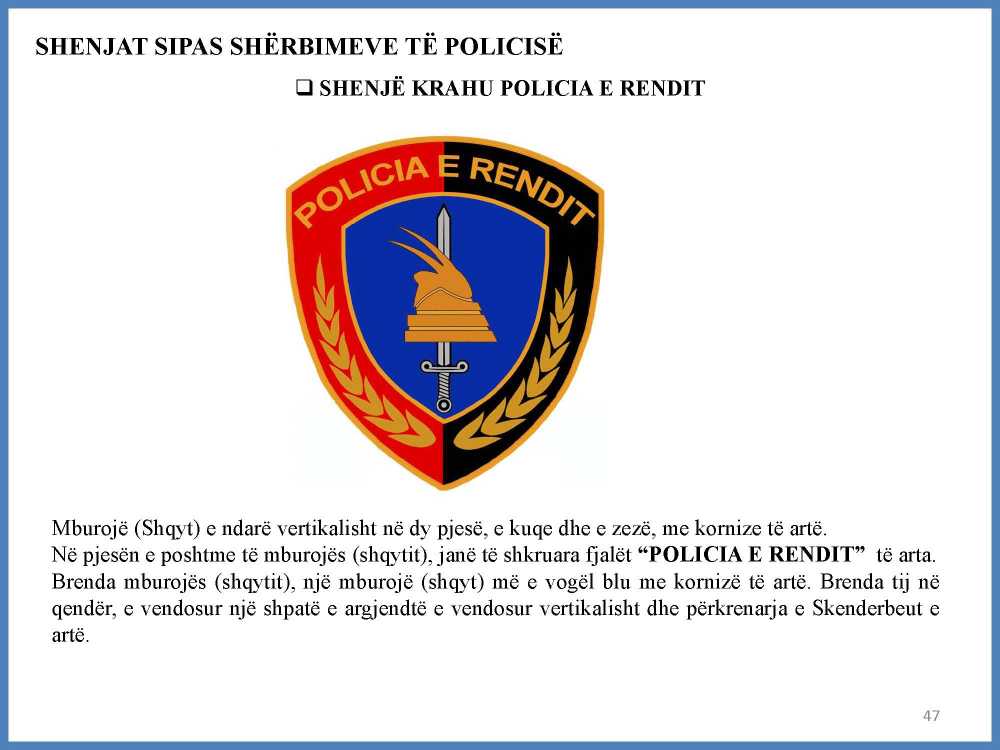 SHENJAT SIPAS SHËRBIMEVE TË POLICISË
❑ SHENJË KRAHU POLICIA E RENDIT
POLICIA E RENDIT
Mburojë (Shqyt) e ndarë vertikalisht në dy pjesë, e kuqe dhe e zezë, me kornize të artë.
Në pjesën e poshtme të mburojës (shqytit), janë të shkruara fjalët “POLICIA E RENDIT” të arta.
Brenda mburojës (shqytit), një mburojë (shqyt) më e vogël blu me kornizë të artë. Brenda tij në
qendër, e vendosur një shpatë e argjendtë e vendosur vertikalisht dhe përkrenarja e Skenderbeut e
artë.
47